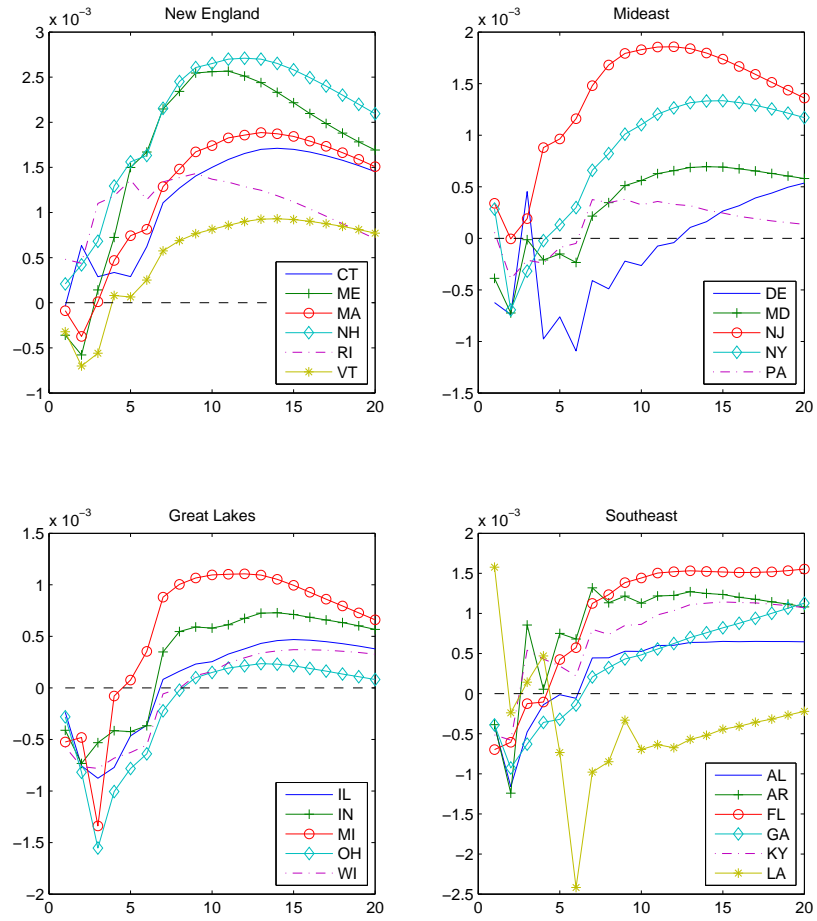 New England
x 10⁻³
3
2.5
2
1.5
1
0.5
0
−0.5
−1
0 5 10 15 20
CT
ME
MA
NH
RI
VT
Mideast
x 10⁻³
2
1.5
1
0.5
0
−0.5
−1
−1.5
0 5 10 15 20
DE
MD
NJ
NY
PA
Great Lakes
x 10⁻³
1.5
1
0.5
0
−0.5
−1
−1.5
−2
0 5 10 15 20
IL
IN
MI
OH
WI
Southeast
x 10⁻³
2
1.5
1
0.5
0
−0.5
−1
−1.5
−2
−2.5
0 5 10 15 20
AL
AR
FL
GA
KY
LA